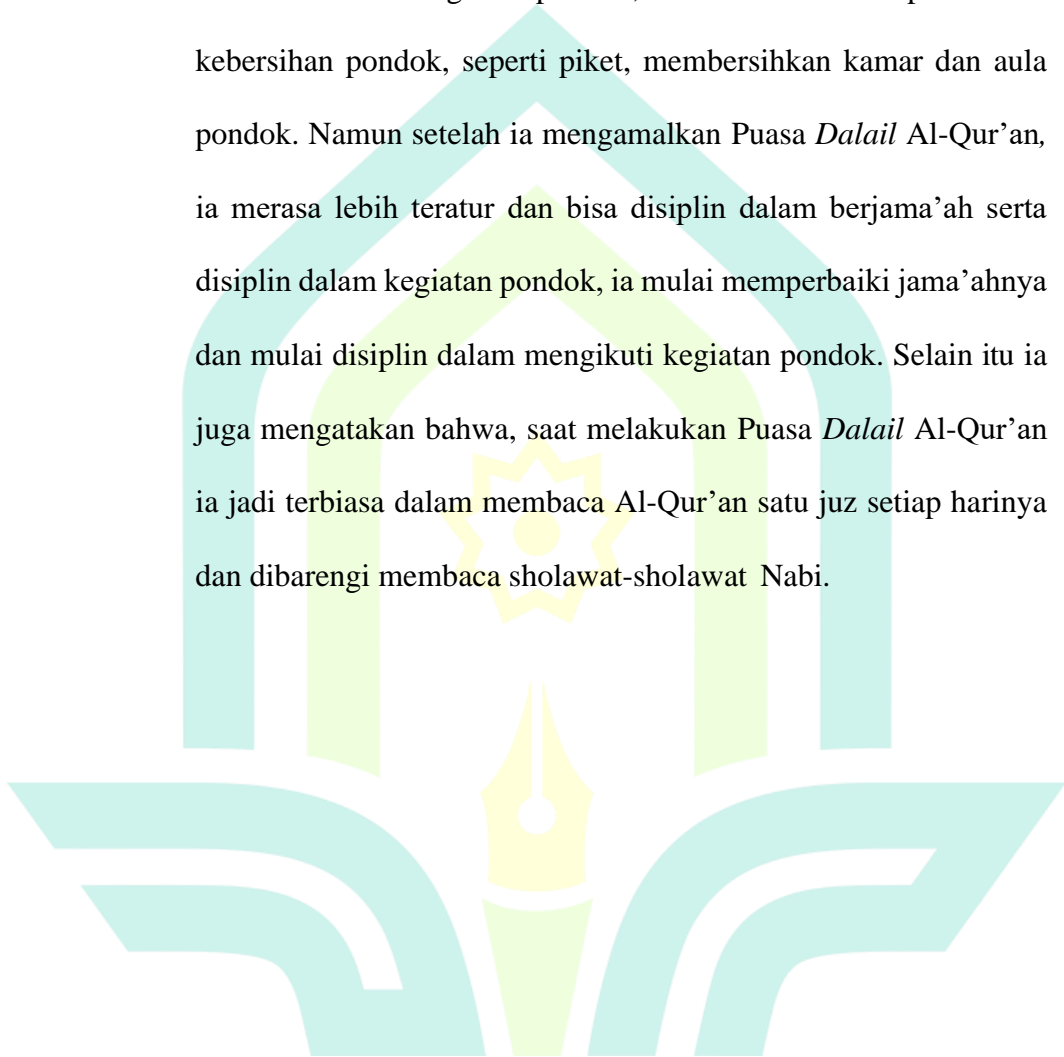 kebersihan pondok, seperti piket, membersihkan kamar dan aula
pondok. Namun setelah ia mengamalkan Puasa Dalail Al-Qur’an,
ia merasa lebih teratur dan bisa disiplin dalam berjama’ah serta
disiplin dalam kegiatan pondok, ia mulai memperbaiki jama’ahnya
dan mulai disiplin dalam mengikuti kegiatan pondok. Selain itu ia
juga mengatakan bahwa, saat melakukan Puasa Dalail Al-Qur’an
ia jadi terbiasa dalam membaca Al-Qur’an satu juz setiap harinya
dan dibarengi membaca sholawat-sholawat Nabi.